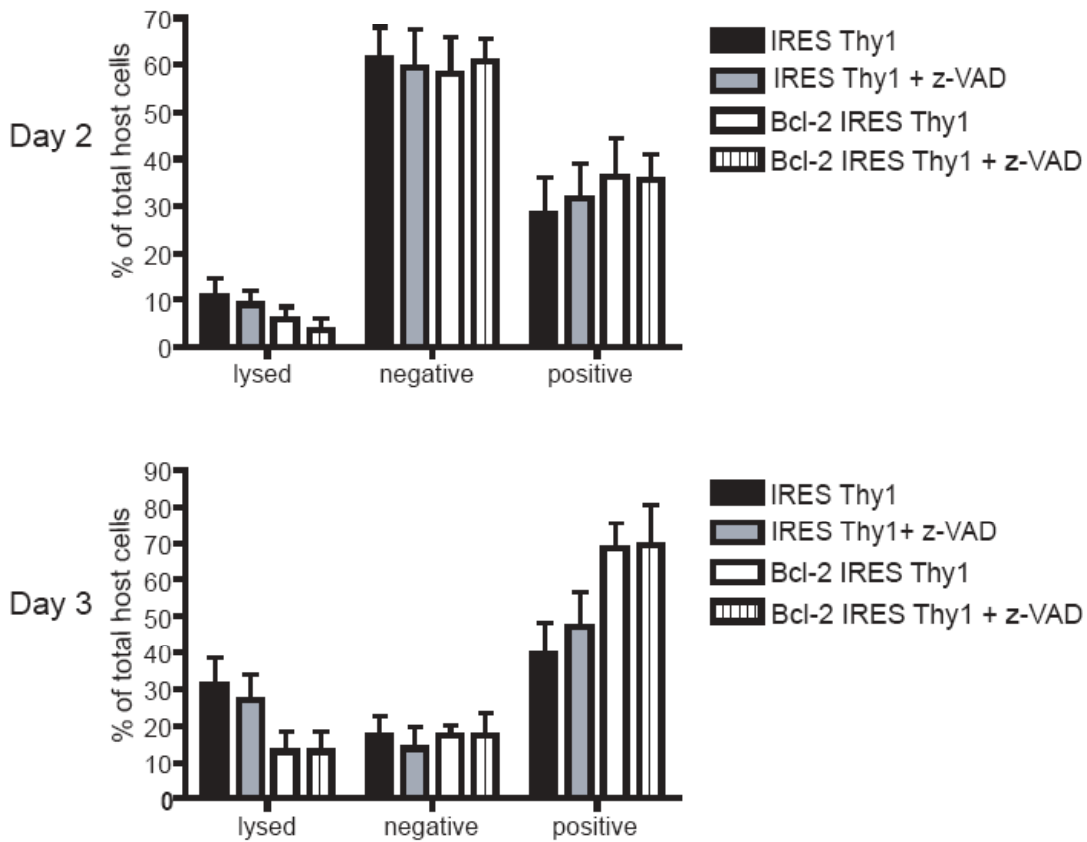 Day 2
% of total host cells
70
60
50
40
30
20
10
0
lysed negative positive
IRES Thy1
IRES Thy1 + z-VAD
Bcl-2 IRES Thy1
Bcl-2 IRES Thy1 + z-VAD
Day 3
% of total host cells
90
80
70
60
50
40
30
20
10
0
lysed negative positive
IRES Thy1
IRES Thy1+ z-VAD
Bcl-2 IRES Thy1
Bcl-2 IRES Thy1 + z-VAD